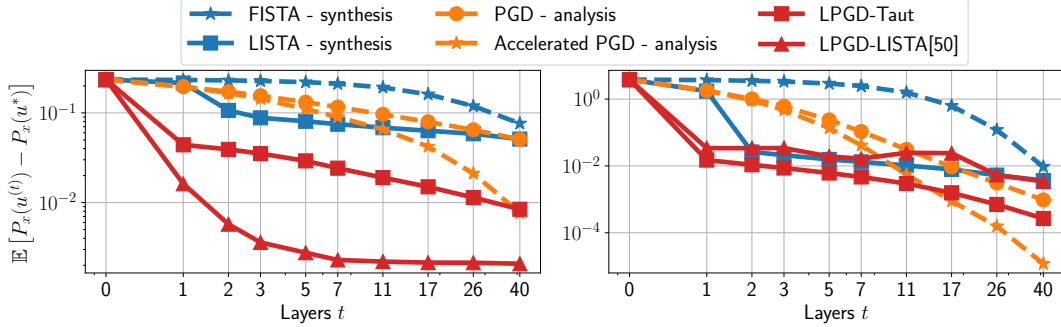 FISTA - synthesis PGD - analysis LPGD-Taut
LISTA - synthesis Accelerated PGD - analysis LPGD-LISTA[50]
𝔼 [P_x(u^{(t)}) − P_x(u^*)]
10^{-1}
10^{-2}
0 1 2 3 5 7 11 17 26 40
Layers t
10^0
10^{-2}
10^{-4}
0 1 2 3 5 7 11 17 26 40
Layers t